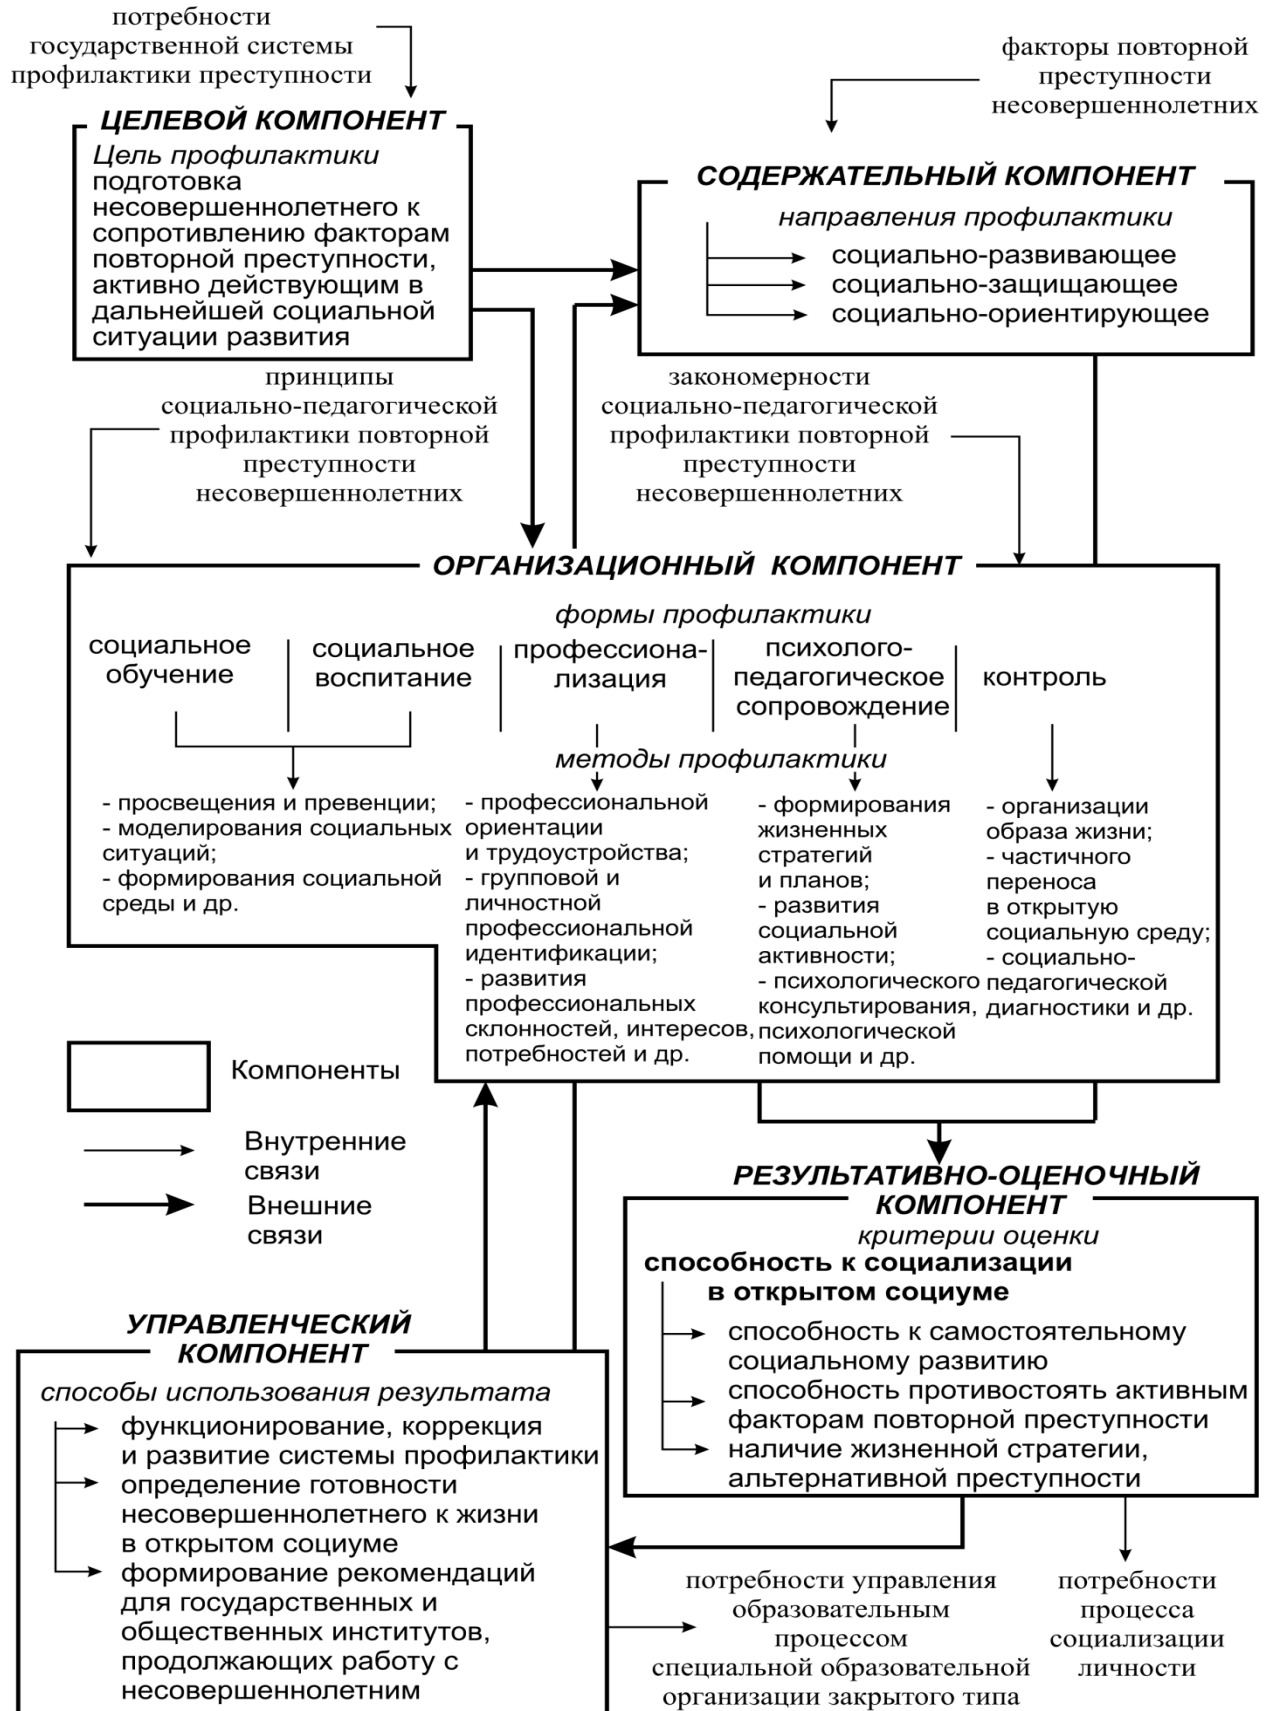 потребности
государственной системы
профилактики преступности
факторы повторной
преступности
несовершеннолетних
ЦЕЛЕВОЙ КОМПОНЕНТ
Цель профилактики
подготовка
несовершеннолетнего к
сопротивлению факторам
повторной преступности,
активно действующим в
дальнейшей социальной
ситуации развития
СОДЕРЖАТЕЛЬНЫЙ КОМПОНЕНТ
направления профилактики
социально-развивающее
социально-защищающее
социально-ориентирующее
принципы
социально-педагогической
профилактики повторной
преступности
несовершеннолетних
закономерности
социально-педагогической
профилактики повторной
преступности
несовершеннолетних
ОРГАНИЗАЦИОННЫЙ КОМПОНЕНТ
формы профилактики
социальное
обучение
социальное
воспитание
профессиона-
лизация
психолого-
педагогическое
сопровождение
контроль
методы профилактики
- просвещения и превенции;
- моделирования социальных
ситуаций;
- формирования социальной
среды и др.
- профессиональной
ориентации
и трудоустройства;
- групповой и
личностной
профессиональной
идентификации;
- развития
профессиональных
склонностей, интересов,
потребностей и др.
- формирования
жизненных
стратегий
и планов;
- развития
социальной
активности;
- психологического
консультирования,
психологической
помощи и др.
- организации
образа жизни;
- частичного
переноса
в открытую
социальную среду;
- социально-
педагогической
диагностики и др.
Компоненты
Внутренние
связи
Внешние
связи
РЕЗУЛЬТАТИВНО-ОЦЕНОЧНЫЙ
КОМПОНЕНТ
критерии оценки
способность к социализации
в открытом социуме
способность к самостоятельному
социальному развитию
способность противостоять активным
факторам повторной преступности
наличие жизненной стратегии,
альтернативной преступности
УПРАВЛЕНЧЕСКИЙ
КОМПОНЕНТ
способы использования результата
функционирование, коррекция
и развитие системы профилактики
определение готовности
несовершеннолетнего к жизни
в открытом социуме
формирование рекомендаций
для государственных и
общественных институтов,
продолжающих работу с
несовершеннолетним
потребности управления
образовательным
процессом
специальной образовательной
организации закрытого типа
потребности
процесса
социализации
личности